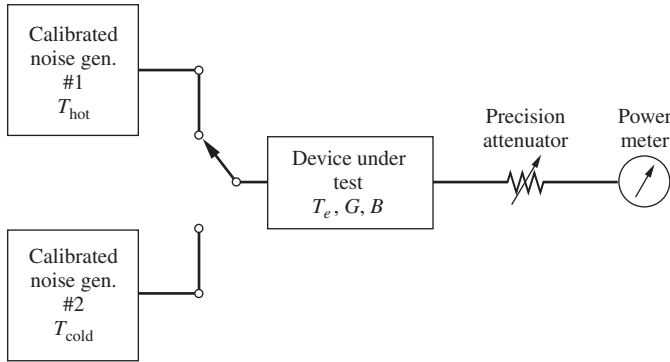 Calibrated
noise gen.
#1
T_hot
Precision
attenuator
Power
meter
Device under
test
T_e, G, B
Calibrated
noise gen.
#2
T_cold